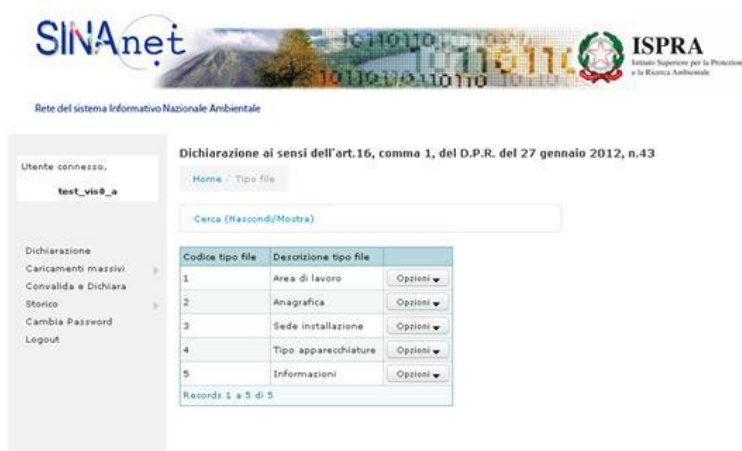 SINAnet
ISPRA
Istituto Superiore per la Protezione
e la Ricerca Ambientale
Rete del sistema Informativo Nazionale Ambientale
Utente connesso,
test_vis0_a
Dichiarazione
Caricamenti massivi
Convalida e Dichiara
Storico
Cambia Password
Logout
Dichiarazione ai sensi dell'art.16, comma 1, del D.P.R. del 27 gennaio 2012, n.43
Home / Tipo file
Cerca (Nascondi/Mostra)
Codice tipo file Descrizione tipo file
1 Area di lavoro Opzioni
2 Anagrafica Opzioni
3 Sede installazione Opzioni
4 Tipo apparecchiature Opzioni
5 Informazioni Opzioni
Records 1 a 5 di 5